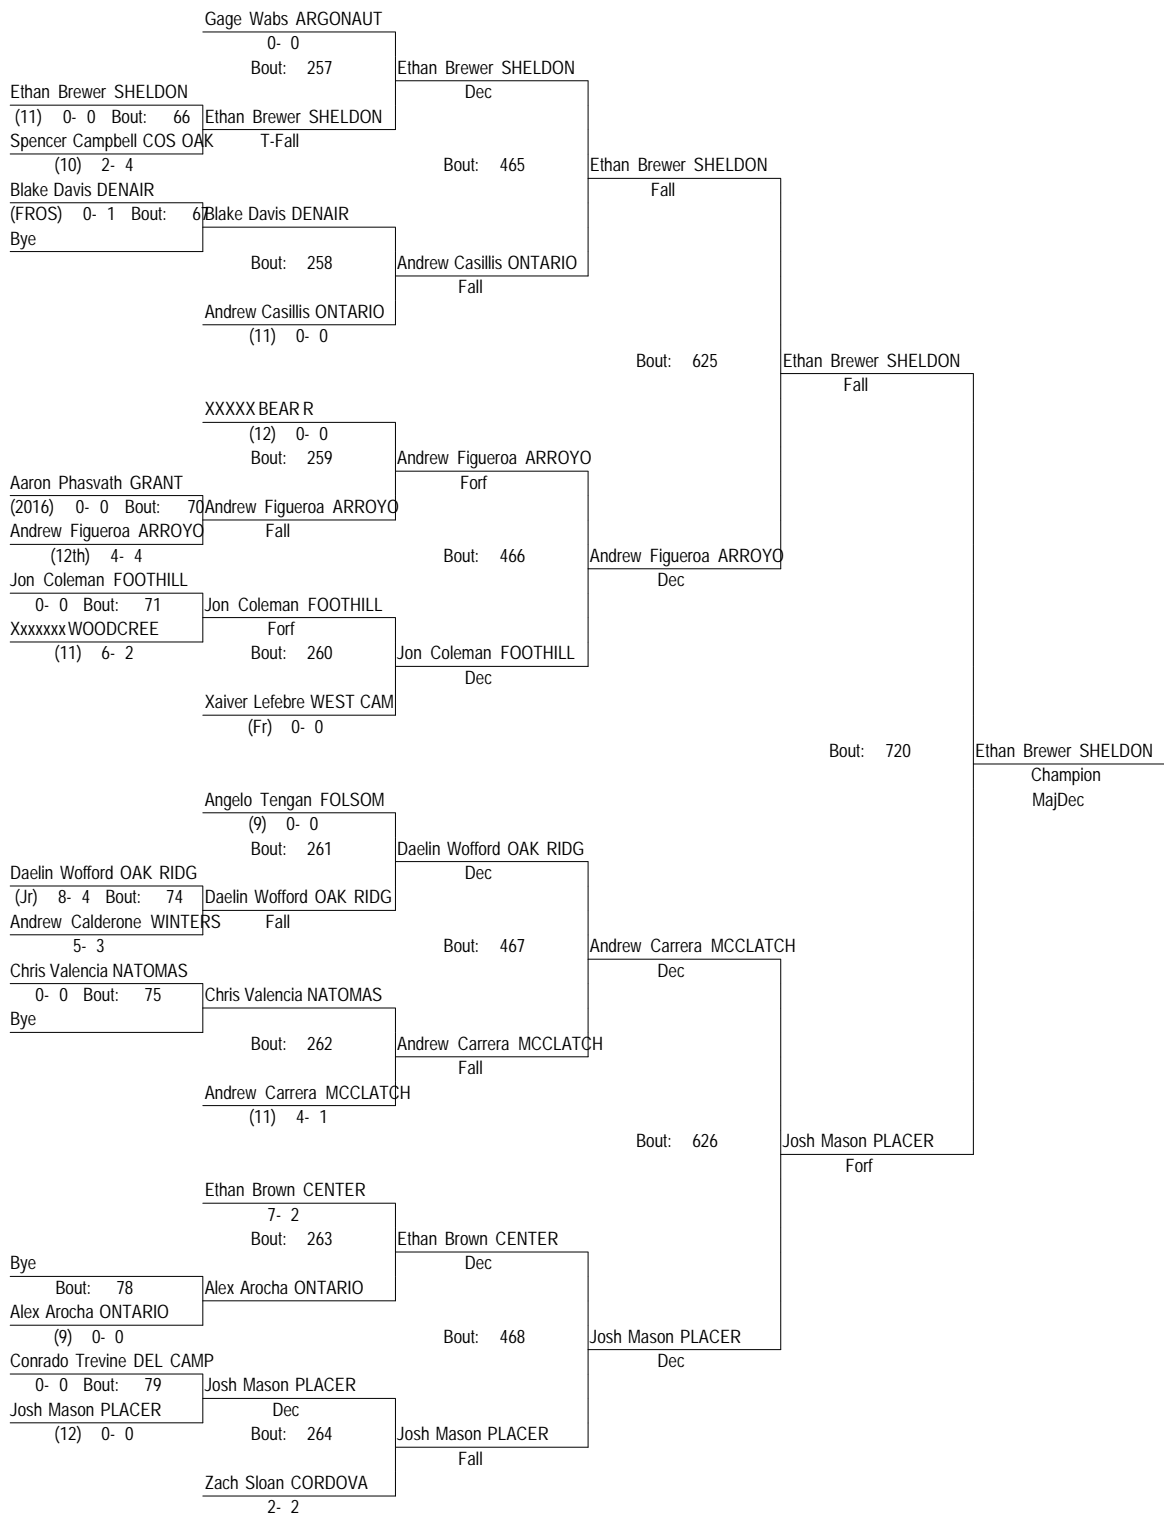 Gage Wabs ARGONAUT
0- 0
Bout: 257
Ethan Brewer SHELDON
Dec
Ethan Brewer SHELDON
(11) 0- 0 Bout: 66
Ethan Brewer SHELDON
T-Fall
Spencer Campbell COS OAK
(10) 2- 4
Bout: 465
Ethan Brewer SHELDON
Fall
Blake Davis DENAIR
(FROS) 0- 1 Bout: 67
Blake Davis DENAIR
Bye
Bout: 258
Andrew Casillis ONTARIO
Fall
Andrew Casillis ONTARIO
(11) 0- 0
Bout: 625
Ethan Brewer SHELDON
Fall
XXXXX BEAR R
(12) 0- 0
Bout: 259
Andrew Figueroa ARROYO
Forf
Aaron Phasvath GRANT
(2016) 0- 0 Bout: 70
Andrew Figueroa ARROYO
Fall
Andrew Figueroa ARROYO
(12th) 4- 4
Bout: 466
Andrew Figueroa ARROYO
Dec
Jon Coleman FOOTHILL
0- 0 Bout: 71
Jon Coleman FOOTHILL
Forf
Xxxxxxx WOODCREE
(11) 6- 2
Bout: 260
Jon Coleman FOOTHILL
Dec
Xaiver Lefebre WEST CAM
(Fr) 0- 0
Bout: 720
Ethan Brewer SHELDON
Champion
MajDec
Angelo Tengan FOLSOM
(9) 0- 0
Bout: 261
Daelin Wofford OAK RIDG
Dec
Daelin Wofford OAK RIDG
(Jr) 8- 4 Bout: 74
Daelin Wofford OAK RIDG
Fall
Andrew Calderone WINTERS
5- 3
Bout: 467
Andrew Carrera MCCLATCH
Dec
Chris Valencia NATOMAS
0- 0 Bout: 75
Chris Valencia NATOMAS
Bye
Bout: 262
Andrew Carrera MCCLATCH
Fall
Andrew Carrera MCCLATCH
(11) 4- 1
Bout: 626
Josh Mason PLACER
Forf
Ethan Brown CENTER
7- 2
Bout: 263
Ethan Brown CENTER
Dec
Bye
Bout: 78
Alex Arocha ONTARIO
Alex Arocha ONTARIO
(9) 0- 0
Bout: 468
Josh Mason PLACER
Dec
Conrado Trevine DEL CAMP
0- 0 Bout: 79
Josh Mason PLACER
Dec
Josh Mason PLACER
(12) 0- 0
Bout: 264
Josh Mason PLACER
Fall
Zach Sloan CORDOVA
2- 2